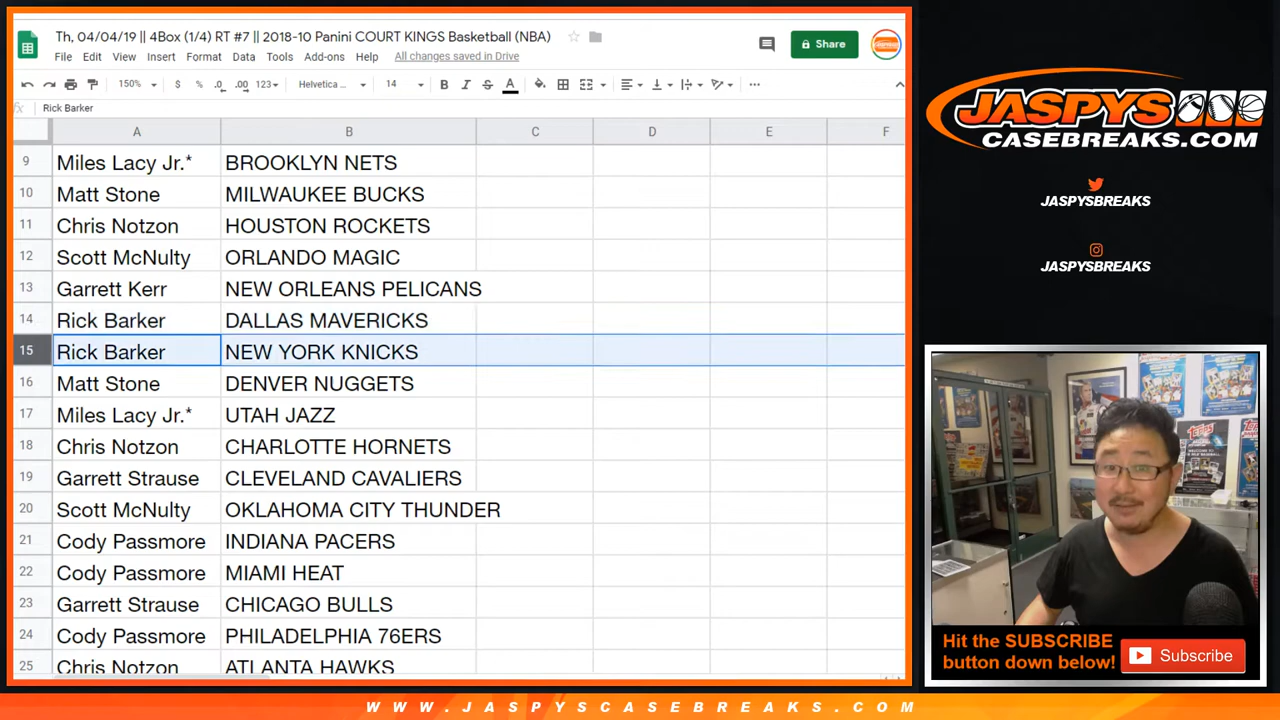 Th, 04/04/19 || 4Box (1/4) RT #7 || 2018-10 Panini COURT KINGS Basketball (NBA)
File Edit View Insert Format Data Tools Add-ons Help All changes saved in Drive
Share
150% $ % .0 .00 123 Helvetica ... 14 B I S A
fx Rick Barker
A B C D E F
9 Miles Lacy Jr.* BROOKLYN NETS
10 Matt Stone MILWAUKEE BUCKS
11 Chris Notzon HOUSTON ROCKETS
12 Scott McNulty ORLANDO MAGIC
13 Garrett Kerr NEW ORLEANS PELICANS
14 Rick Barker DALLAS MAVERICKS
15 Rick Barker NEW YORK KNICKS
16 Matt Stone DENVER NUGGETS
17 Miles Lacy Jr.* UTAH JAZZ
18 Chris Notzon CHARLOTTE HORNETS
19 Garrett Strause CLEVELAND CAVALIERS
20 Scott McNulty OKLAHOMA CITY THUNDER
21 Cody Passmore INDIANA PACERS
22 Cody Passmore MIAMI HEAT
23 Garrett Strause CHICAGO BULLS
24 Cody Passmore PHILADELPHIA 76ERS
25 Chris Notzon ATLANTA HAWKS
JASPYS
CASEBREAKS.COM
JASPYSBREAKS
JASPYSBREAKS
TOPPS
Hit the SUBSCRIBE
button down below!
Subscribe
WWW.JASPYSCASEBREAKS.COM